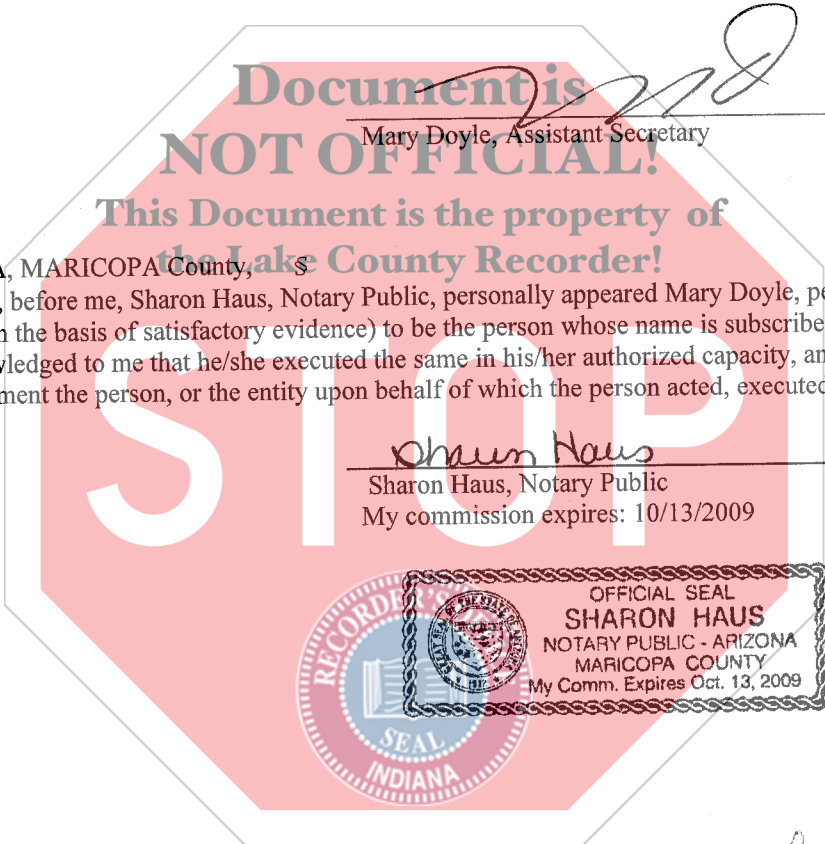 Document is
Mary Doyle, Assistant Secretary
NOT OFFICIAL!
This Document is the property of
the Lake County Recorder!
A, MARICOPA County, §
, before me, Sharon Haus, Notary Public, personally appeared Mary Doyle, pe
n the basis of satisfactory evidence) to be the person whose name is subscribe
wledged to me that he/she executed the same in his/her authorized capacity, an
ment the person, or the entity upon behalf of which the person acted, executed
STOP
Sharon Haus
Sharon Haus, Notary Public
My commission expires: 10/13/2009
OFFICIAL SEAL
SHARON HAUS
NOTARY PUBLIC - ARIZONA
MARICOPA COUNTY
My Comm. Expires Oct. 13, 2009
RECORDER'S
SEAL
INDIANA